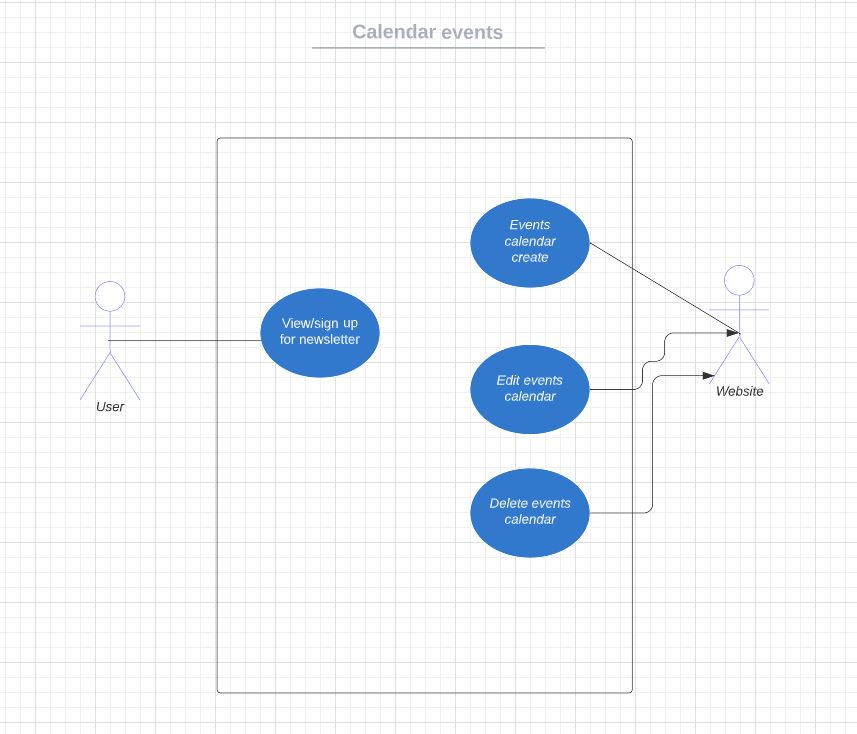 Calendar events
Events
calendar
create
View/sign up
for newsletter
Edit events
calendar
Website
User
Delete events
calendar